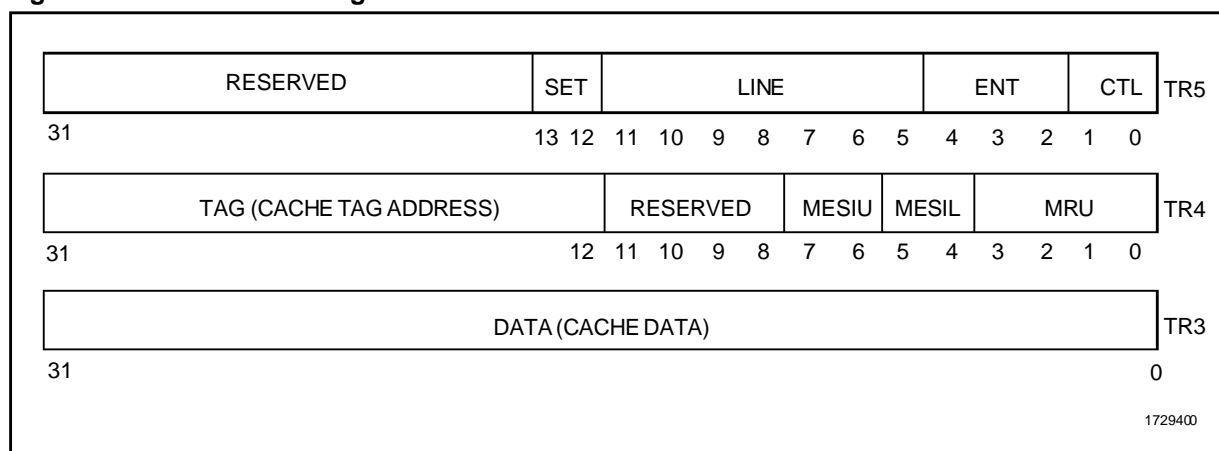 RESERVED SET LINE ENT CTL TR5
31 13 12 11 10 9 8 7 6 5 4 3 2 1 0
TAG (CACHE TAG ADDRESS) RESERVED MESIU MESIL MRU TR4
31 12 11 10 9 8 7 6 5 4 3 2 1 0
DATA (CACHE DATA) TR3
31 0
1729400